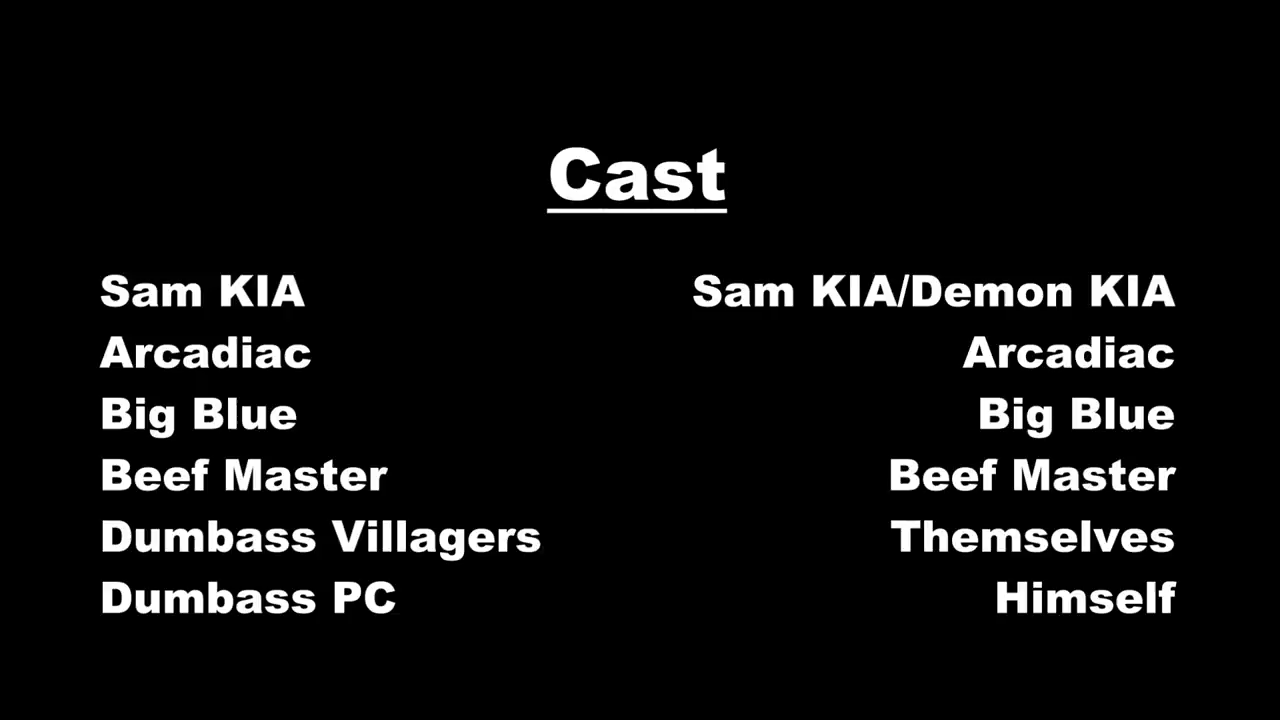 Cast
Sam KIA Sam KIA/Demon KIA
Arcadiac Arcadiac
Big Blue Big Blue
Beef Master Beef Master
Dumbass Villagers Themselves
Dumbass PC Himself